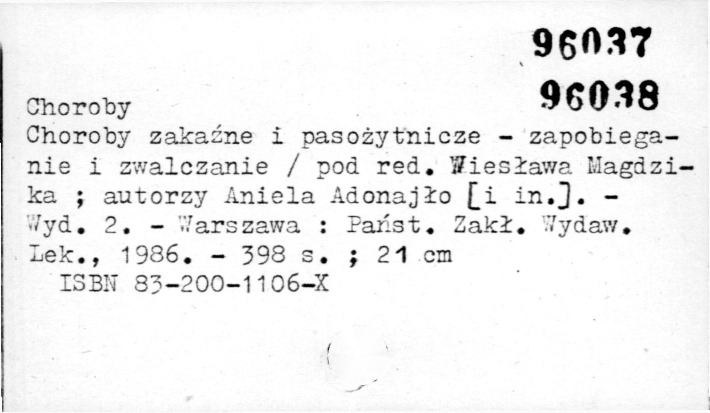 96037
96038
Choroby
Choroby zakaźne i pasożytnicze - zapobiega-
nie i zwalczanie / pod red. Wiesława Magdzi-
ka ; autorzy Aniela Adonajło [i in.]. -
Wyd. 2. - Warszawa : Państ. Zakł. Wydaw.
Lek., 1986. - 398 s. ; 21 cm
ISBN 83-200-1106-X